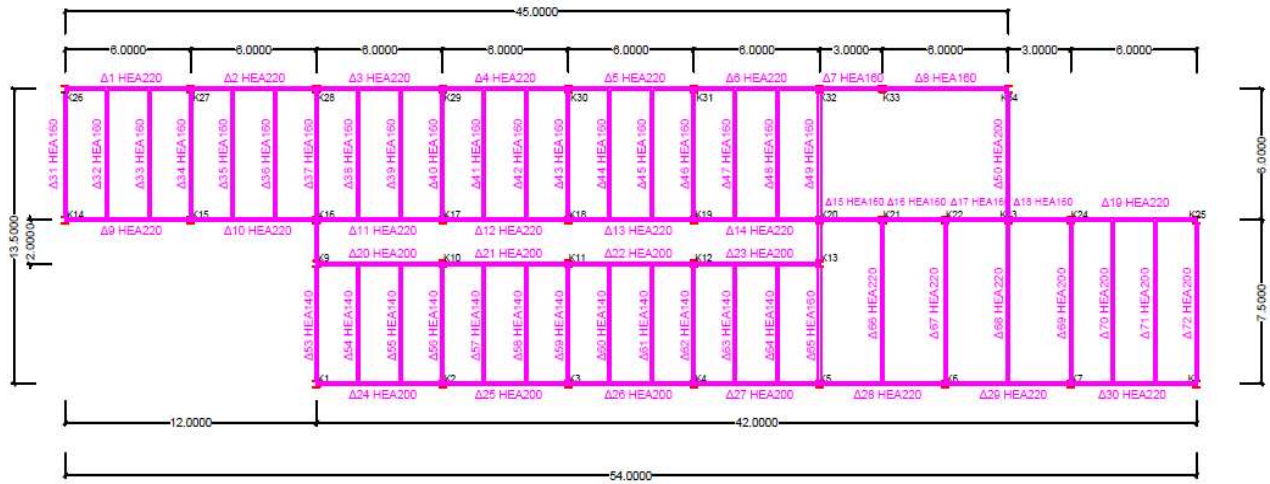 45.0000
6.0000 6.0000 6.0000 6.0000 6.0000 6.0000 3.0000 6.0000 3.0000 6.0000
Δ1 HEA220 Δ2 HEA220 Δ3 HEA220 Δ4 HEA220 Δ5 HEA220 Δ6 HEA220 Δ7 HEA160 Δ8 HEA160
K26 K27 K28 K29 K30 K31 K32 K33
Δ31 HEA160
Δ32 HEA160
Δ33 HEA160
Δ34 HEA160
Δ35 HEA160
Δ36 HEA160
Δ37 HEA160
Δ38 HEA160
Δ39 HEA160
Δ40 HEA160
Δ41 HEA160
Δ42 HEA160
Δ43 HEA160
Δ44 HEA160
Δ45 HEA160
Δ46 HEA160
Δ47 HEA160
Δ48 HEA160
Δ49 HEA160
Δ50 HEA200
6.0000
13.5000
2.0000
7.5000
K14 K15 K16 K17 K18 K19 K20 K21 K22 K24 K25
Δ15 HEA160 Δ16 HEA160 Δ17 HEA160 Δ18 HEA160 Δ19 HEA220
Δ9 HEA220 Δ10 HEA220 Δ11 HEA220 Δ12 HEA220 Δ13 HEA220 Δ14 HEA220
Δ20 HEA200 Δ21 HEA200 Δ22 HEA200 Δ23 HEA200
K9 K10 K11 K12 K13
Δ53 HEA140
Δ54 HEA140
Δ55 HEA140
Δ56 HEA140
Δ57 HEA140
Δ58 HEA140
Δ59 HEA140
Δ60 HEA140
Δ61 HEA140
Δ62 HEA140
Δ63 HEA140
Δ64 HEA140
Δ65 HEA160
Δ66 HEA220
Δ67 HEA220
Δ68 HEA220
Δ69 HEA200
Δ70 HEA200
Δ71 HEA200
Δ72 HEA200
K1 K2 K3 K4 K5 K6 K7
Δ24 HEA200 Δ25 HEA200 Δ26 HEA200 Δ27 HEA200 Δ28 HEA220 Δ29 HEA220 Δ30 HEA220
12.0000 42.0000
54.0000